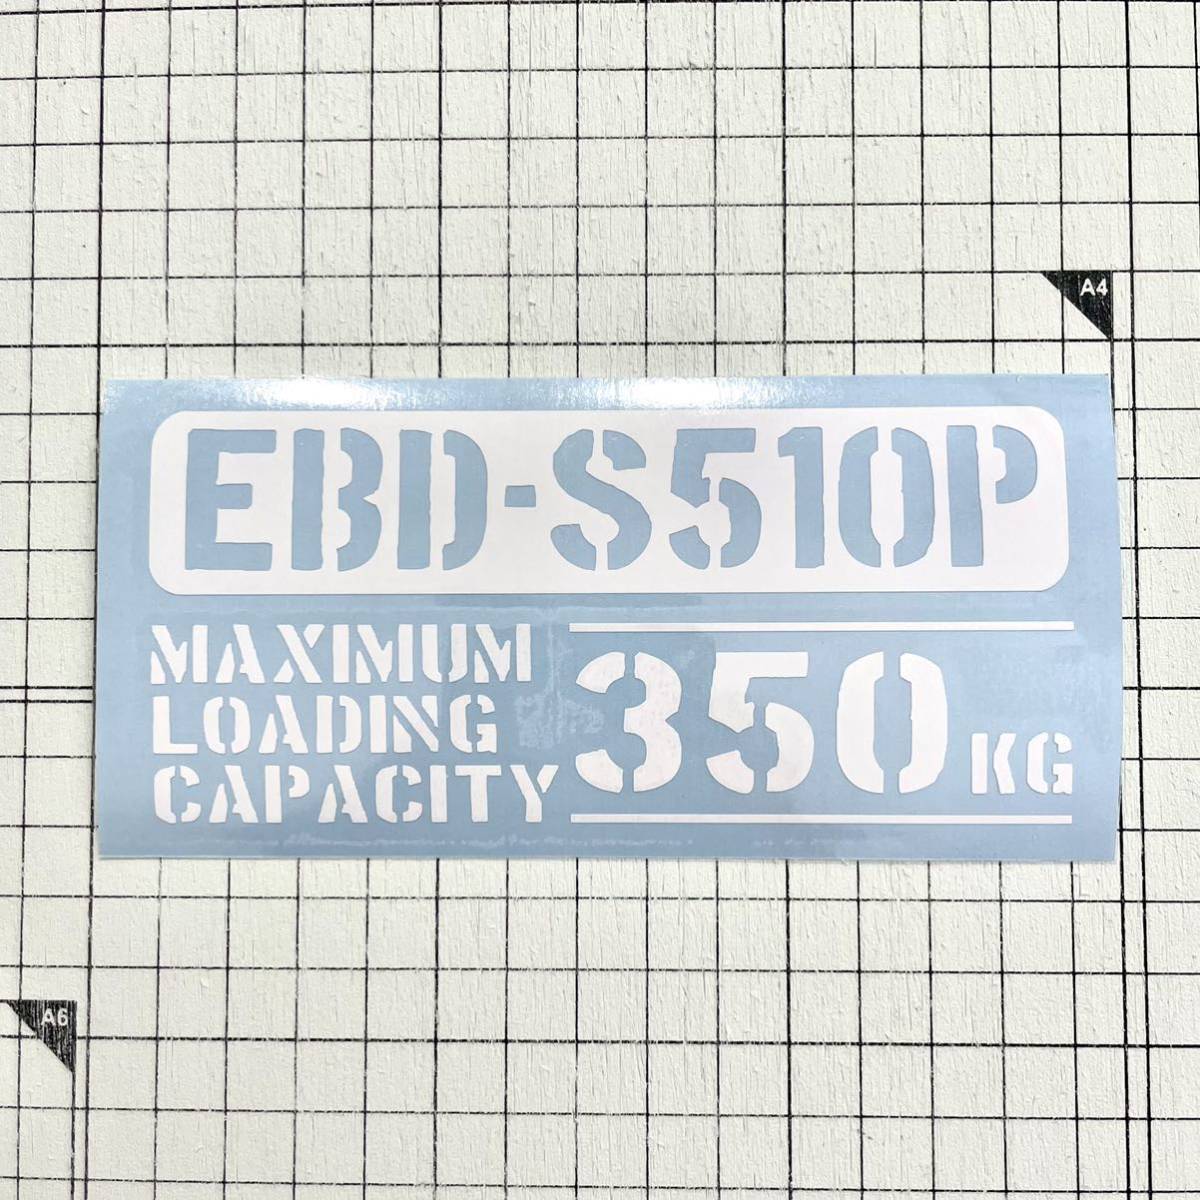 A4
EBD-S510P
MAXIMUM
LOADING
CAPACITY
350 KG
A6